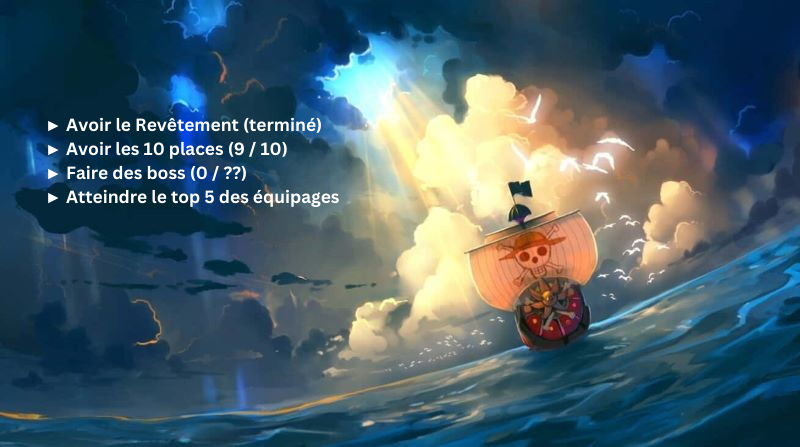 ► Avoir le Revêtement (terminé)
► Avoir les 10 places (9 / 10)
► Faire des boss (0 / ??)
► Atteindre le top 5 des équipages